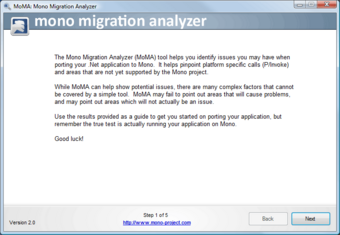 MoMA: Mono Migration Analyzer
mono migration analyzer
The Mono Migration Analyzer (MoMA) tool helps you identify issues you may have when
porting your .Net application to Mono. It helps pinpoint platform specific calls (P/Invoke)
and areas that are not yet supported by the Mono project.
While MoMA can help show potential issues, there are many complex factors that cannot
be covered by a simple tool. MoMA may fail to point out areas that will cause problems,
and may point out areas which will not actually be an issue.
Use the results provided as a guide to get you started on porting your application, but
remember the true test is actually running your application on Mono.
Good luck!
Version 2.0
Step 1 of 5
http://www.mono-project.com
Back
Next